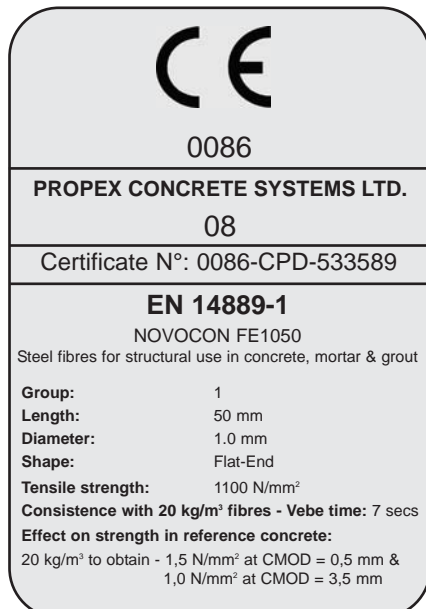 CE
0086
PROPEX CONCRETE SYSTEMS LTD.
08
Certificate N°: 0086-CPD-533589
EN 14889-1
NOVOCON FE1050
Steel fibres for structural use in concrete, mortar & grout
Group: 1
Length: 50 mm
Diameter: 1.0 mm
Shape: Flat-End
Tensile strength: 1100 N/mm²
Consistence with 20 kg/m³ fibres - Vebe time: 7 secs
Effect on strength in reference concrete:
20 kg/m³ to obtain - 1,5 N/mm² at CMOD = 0,5 mm &
1,0 N/mm² at CMOD = 3,5 mm